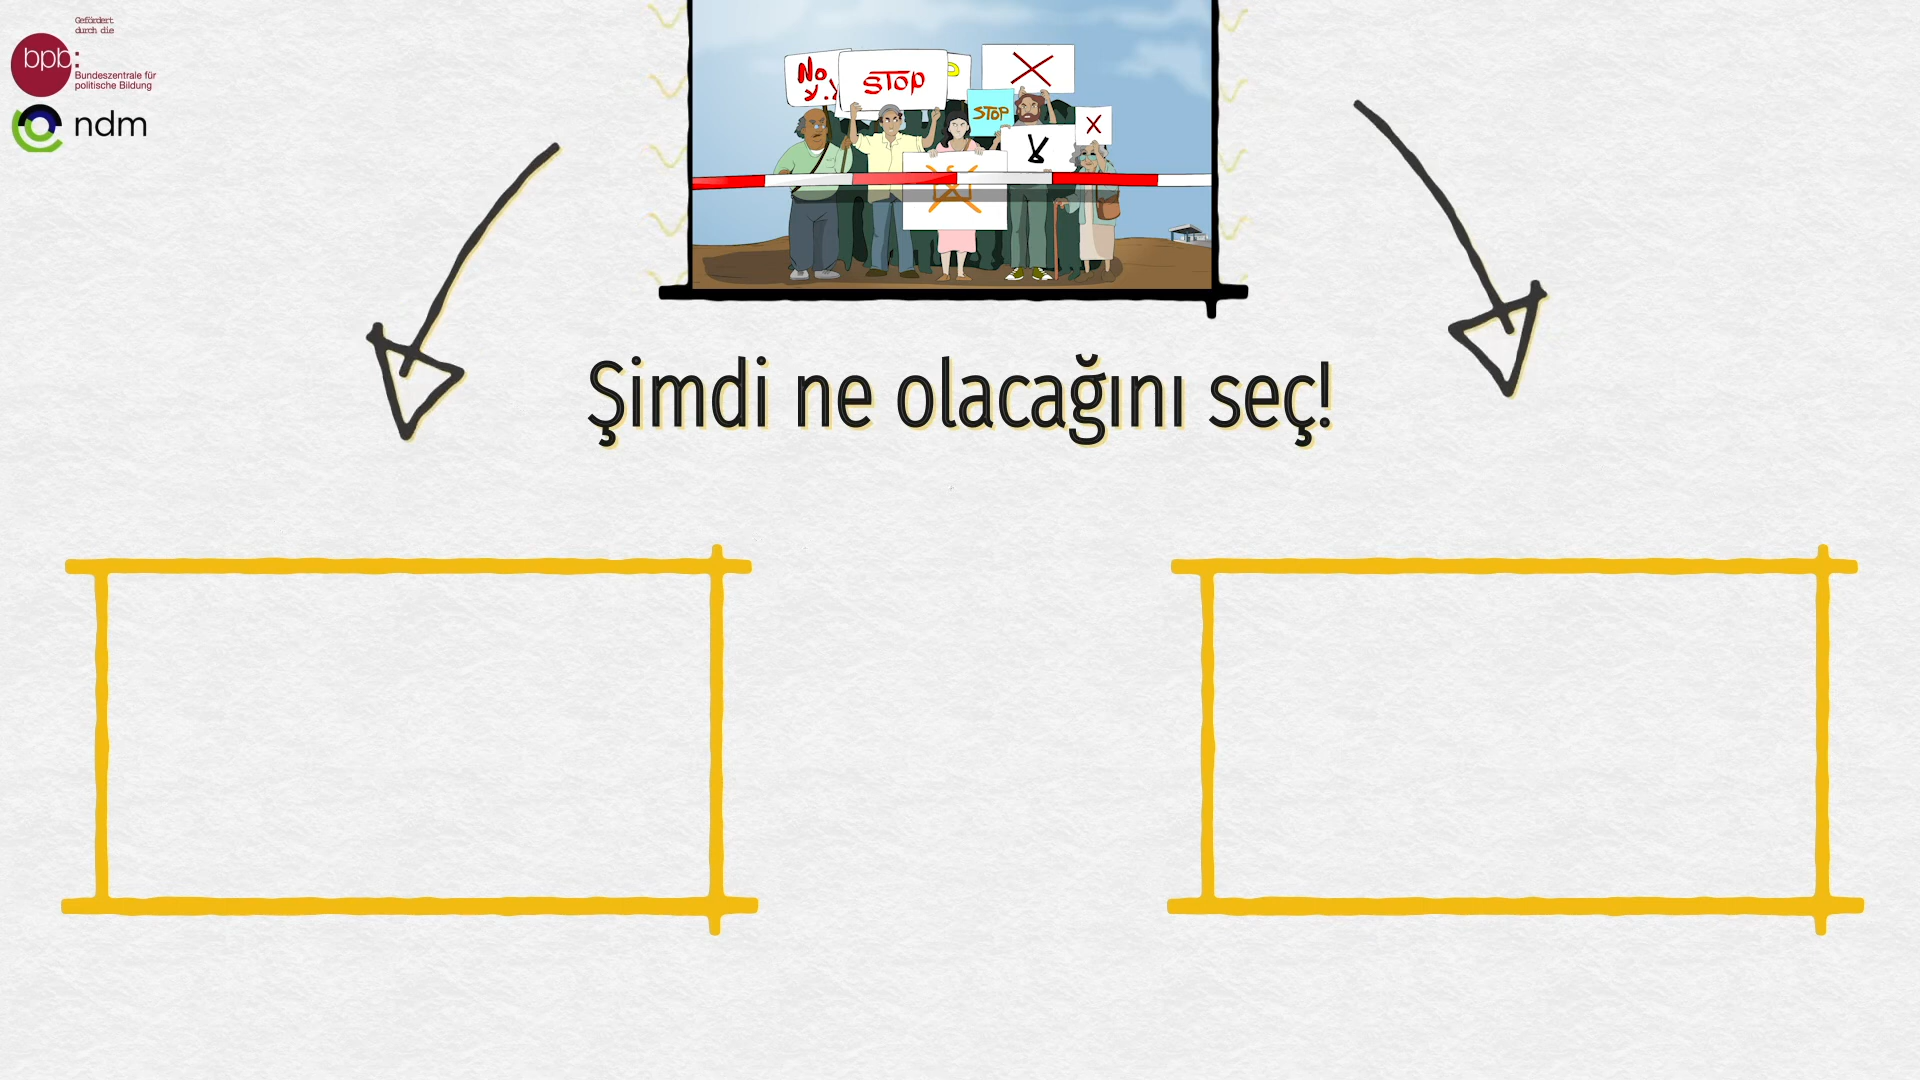 Gefördert
durch die
bpb:
Bundeszentrale für
politische Bildung
ndm
No
STOP
STOP
Şimdi ne olacağını seç!